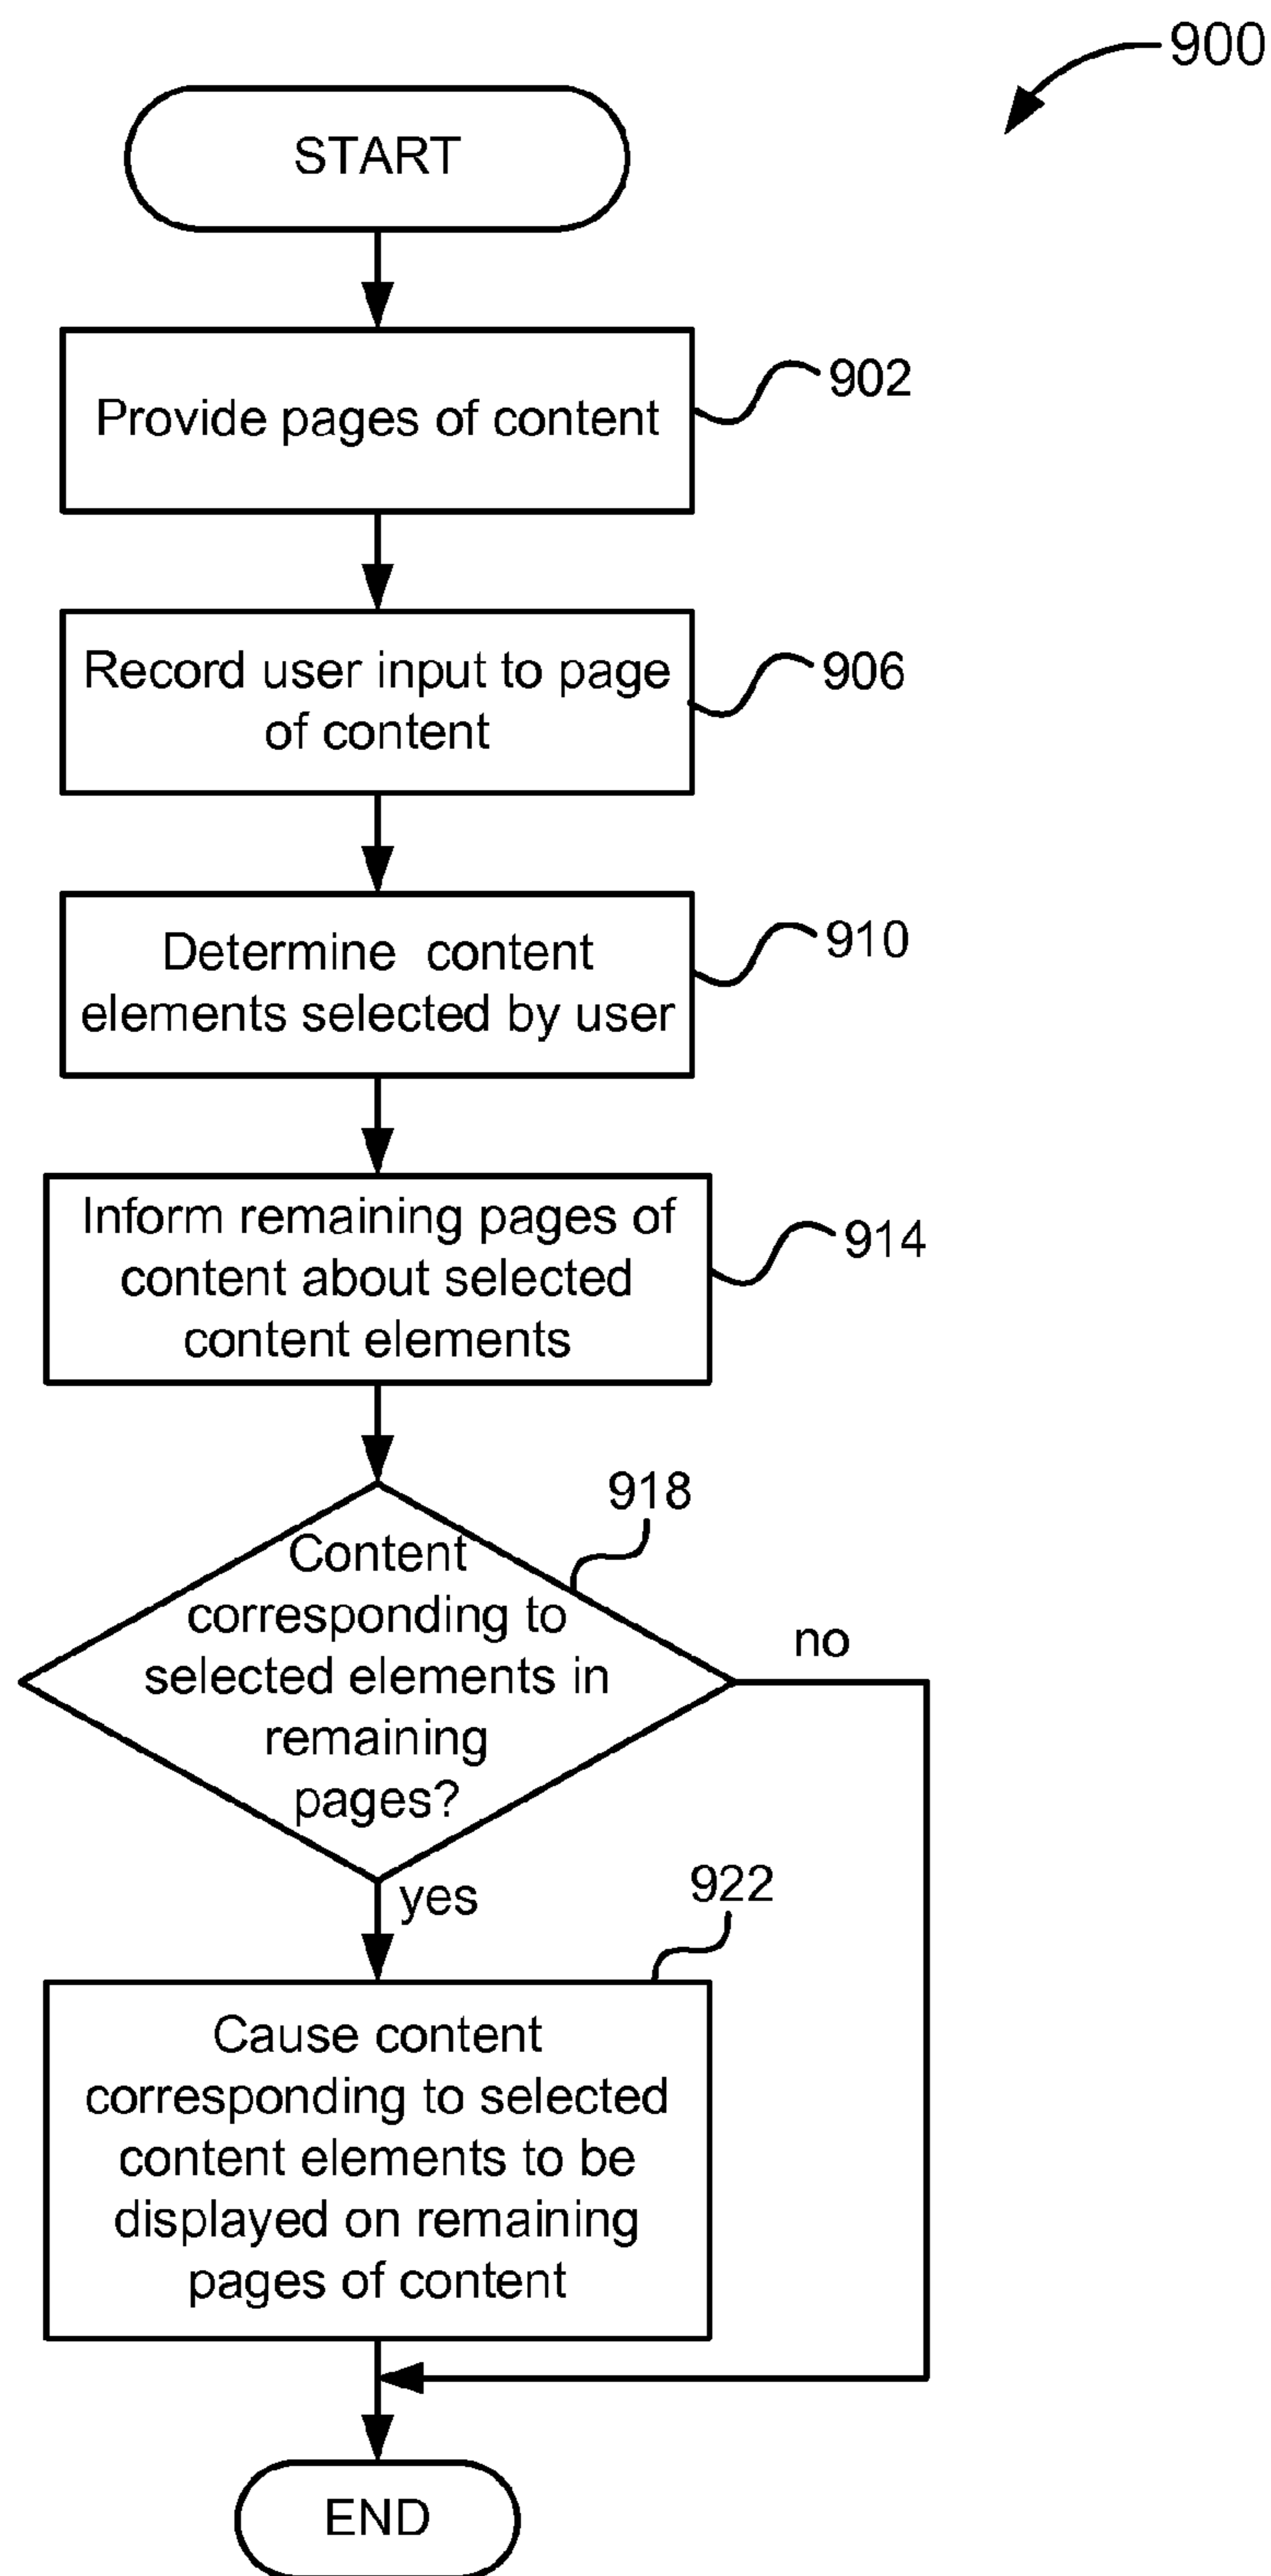 900
START
Provide pages of content
902
Record user input to page
of content
906
Determine content
elements selected by user
910
Inform remaining pages of
content about selected
content elements
914
918
Content
corresponding to
selected elements in
remaining
pages?
no
yes
922
Cause content
corresponding to selected
content elements to be
displayed on remaining
pages of content
END